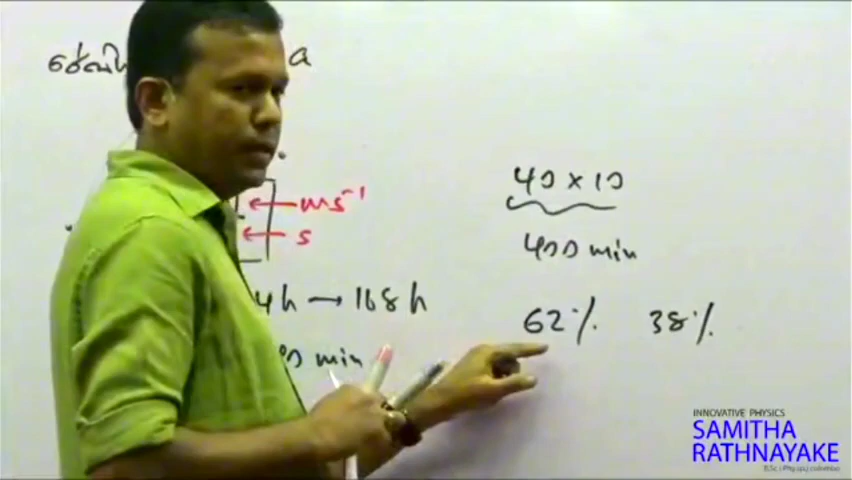 a
40 × 10
ms⁻¹
s
400 min
4h → 168 h
62% 38%
min
INNOVATIVE PHYSICS
SAMITHA
RATHNAYAKE